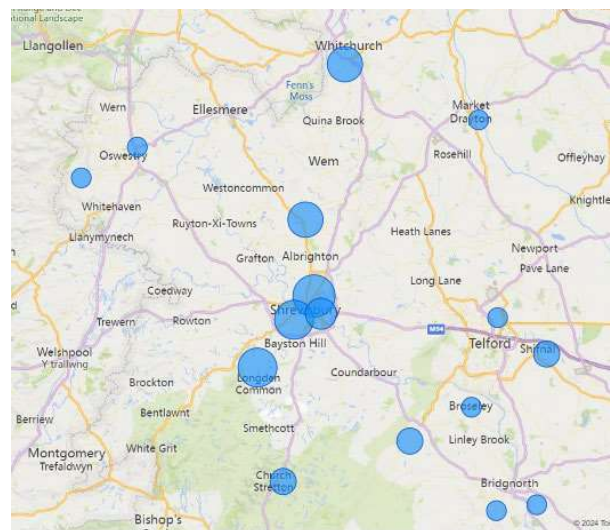 National Landscape
Llangollen
Whitchurch
Fenn's
Moss
Wern
Ellesmere
Quina Brook
Market
Drayton
Oswestry
Wem
Rosehill
Offleyhay
Westoncommon
Knightley
Whitehaven
Ruyton-Xi-Towns
Llanymynech
Heath Lanes
Newport
Grafton
Albrighton
Pave Lane
Long Lane
Coedway
Shrewsbury
Trewern
Rowton
M54
Telford
Shifnal
Bayston Hill
Welshpool
Y trallwng
Brockton
Longden
Common
Coundarbour
Bentlawnt
Broseley
Berriew
Smethcott
Linley Brook
White Grit
Montgomery
Trefaldwyn
Church
Stretton
Bridgnorth
Bishop's
© 2024 To